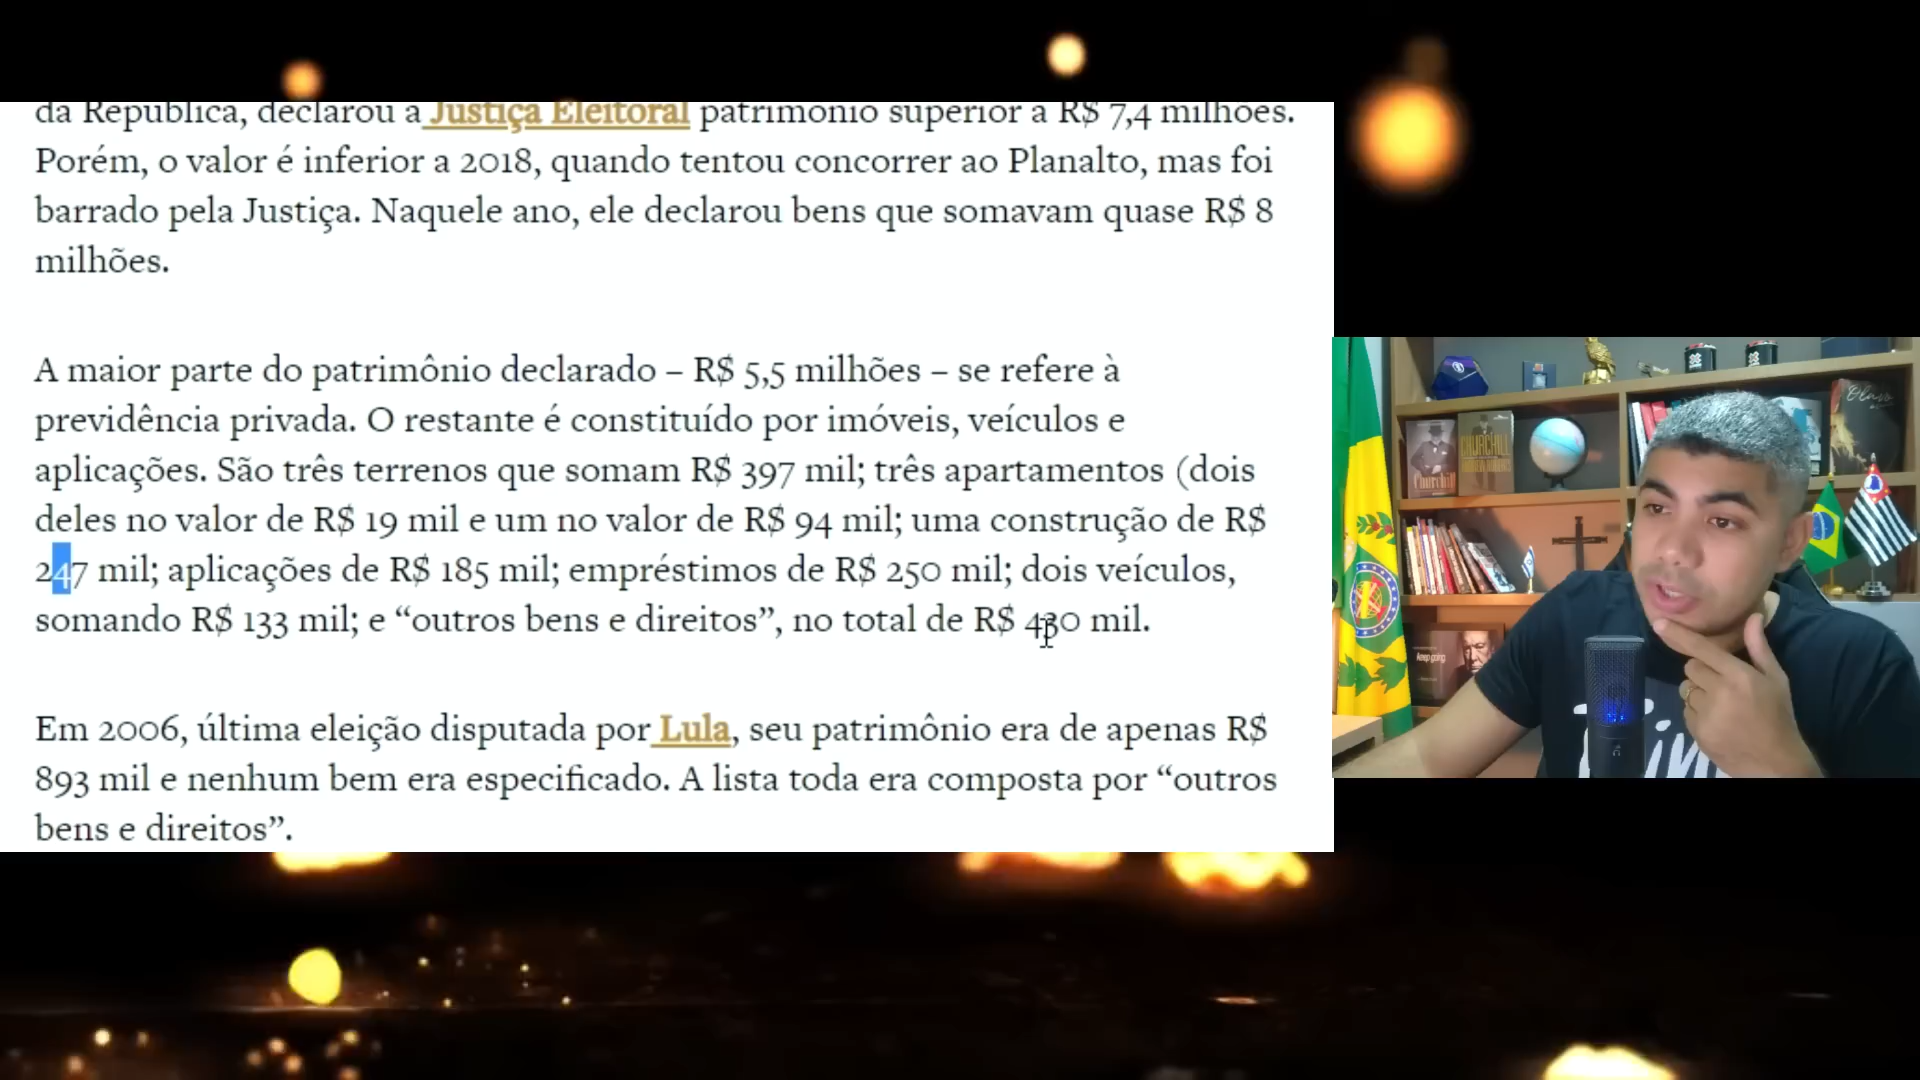 da República, declarou a Justiça Eleitoral patrimônio superior a R$ 7,4 milhões.
Porém, o valor é inferior a 2018, quando tentou concorrer ao Planalto, mas foi
barrado pela Justiça. Naquele ano, ele declarou bens que somavam quase R$ 8
milhões.
A maior parte do patrimônio declarado – R$ 5,5 milhões – se refere à
previdência privada. O restante é constituído por imóveis, veículos e
aplicações. São três terrenos que somam R$ 397 mil; três apartamentos (dois
deles no valor de R$ 19 mil e um no valor de R$ 94 mil; uma construção de R$
247 mil; aplicações de R$ 185 mil; empréstimos de R$ 250 mil; dois veículos,
somando R$ 133 mil; e “outros bens e direitos”, no total de R$ 430 mil.
Em 2006, última eleição disputada por Lula, seu patrimônio era de apenas R$
893 mil e nenhum bem era especificado. A lista toda era composta por “outros
bens e direitos”.
Churchill
CHURCHILL
Olavo
keep going